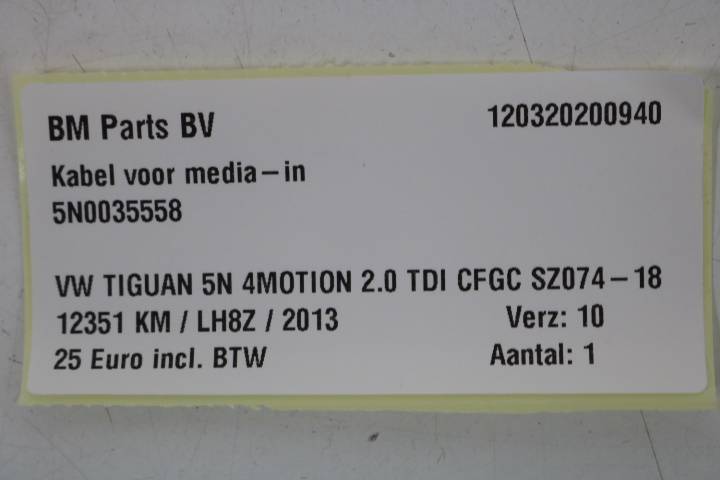 BM Parts BV 120320200940
Kabel voor media-in
5N0035558
VW TIGUAN 5N 4MOTION 2.0 TDI CFGC SZ074-18
12351 KM / LH8Z / 2013 Verz: 10
25 Euro incl. BTW Aantal: 1